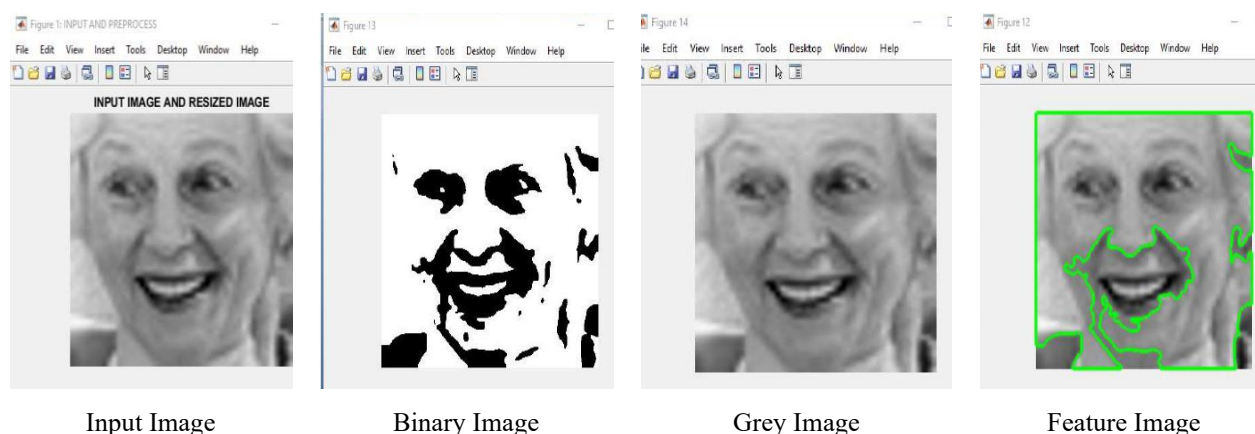 Figure 1: INPUT AND PREPROCESS
File Edit View Insert Tools Desktop Window Help
INPUT IMAGE AND RESIZED IMAGE
Input Image
Figure 13
File Edit View Insert Tools Desktop Window Help
Binary Image
Figure 14
ile Edit View Insert Tools Desktop Window Help
Grey Image
Figure 12
File Edit View Insert Tools Desktop Window Help
Feature Image